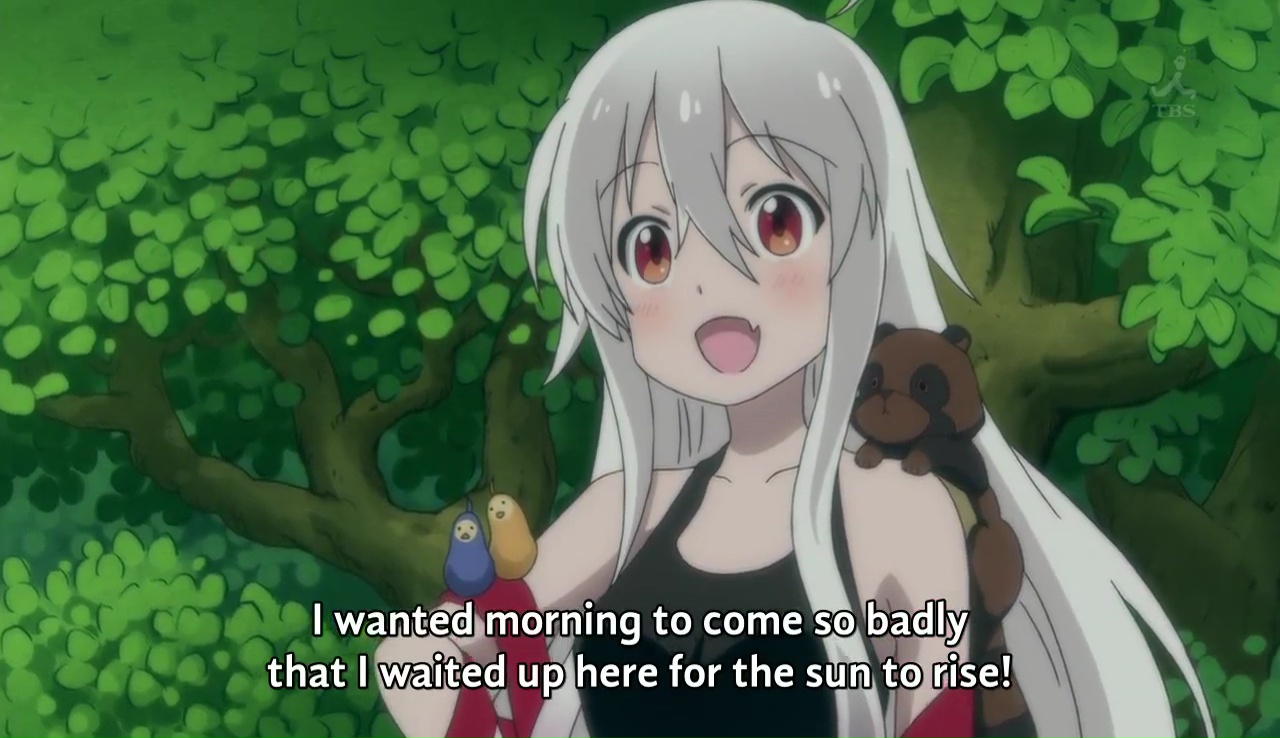 TBS
I wanted morning to come so badly
that I waited up here for the sun to rise!